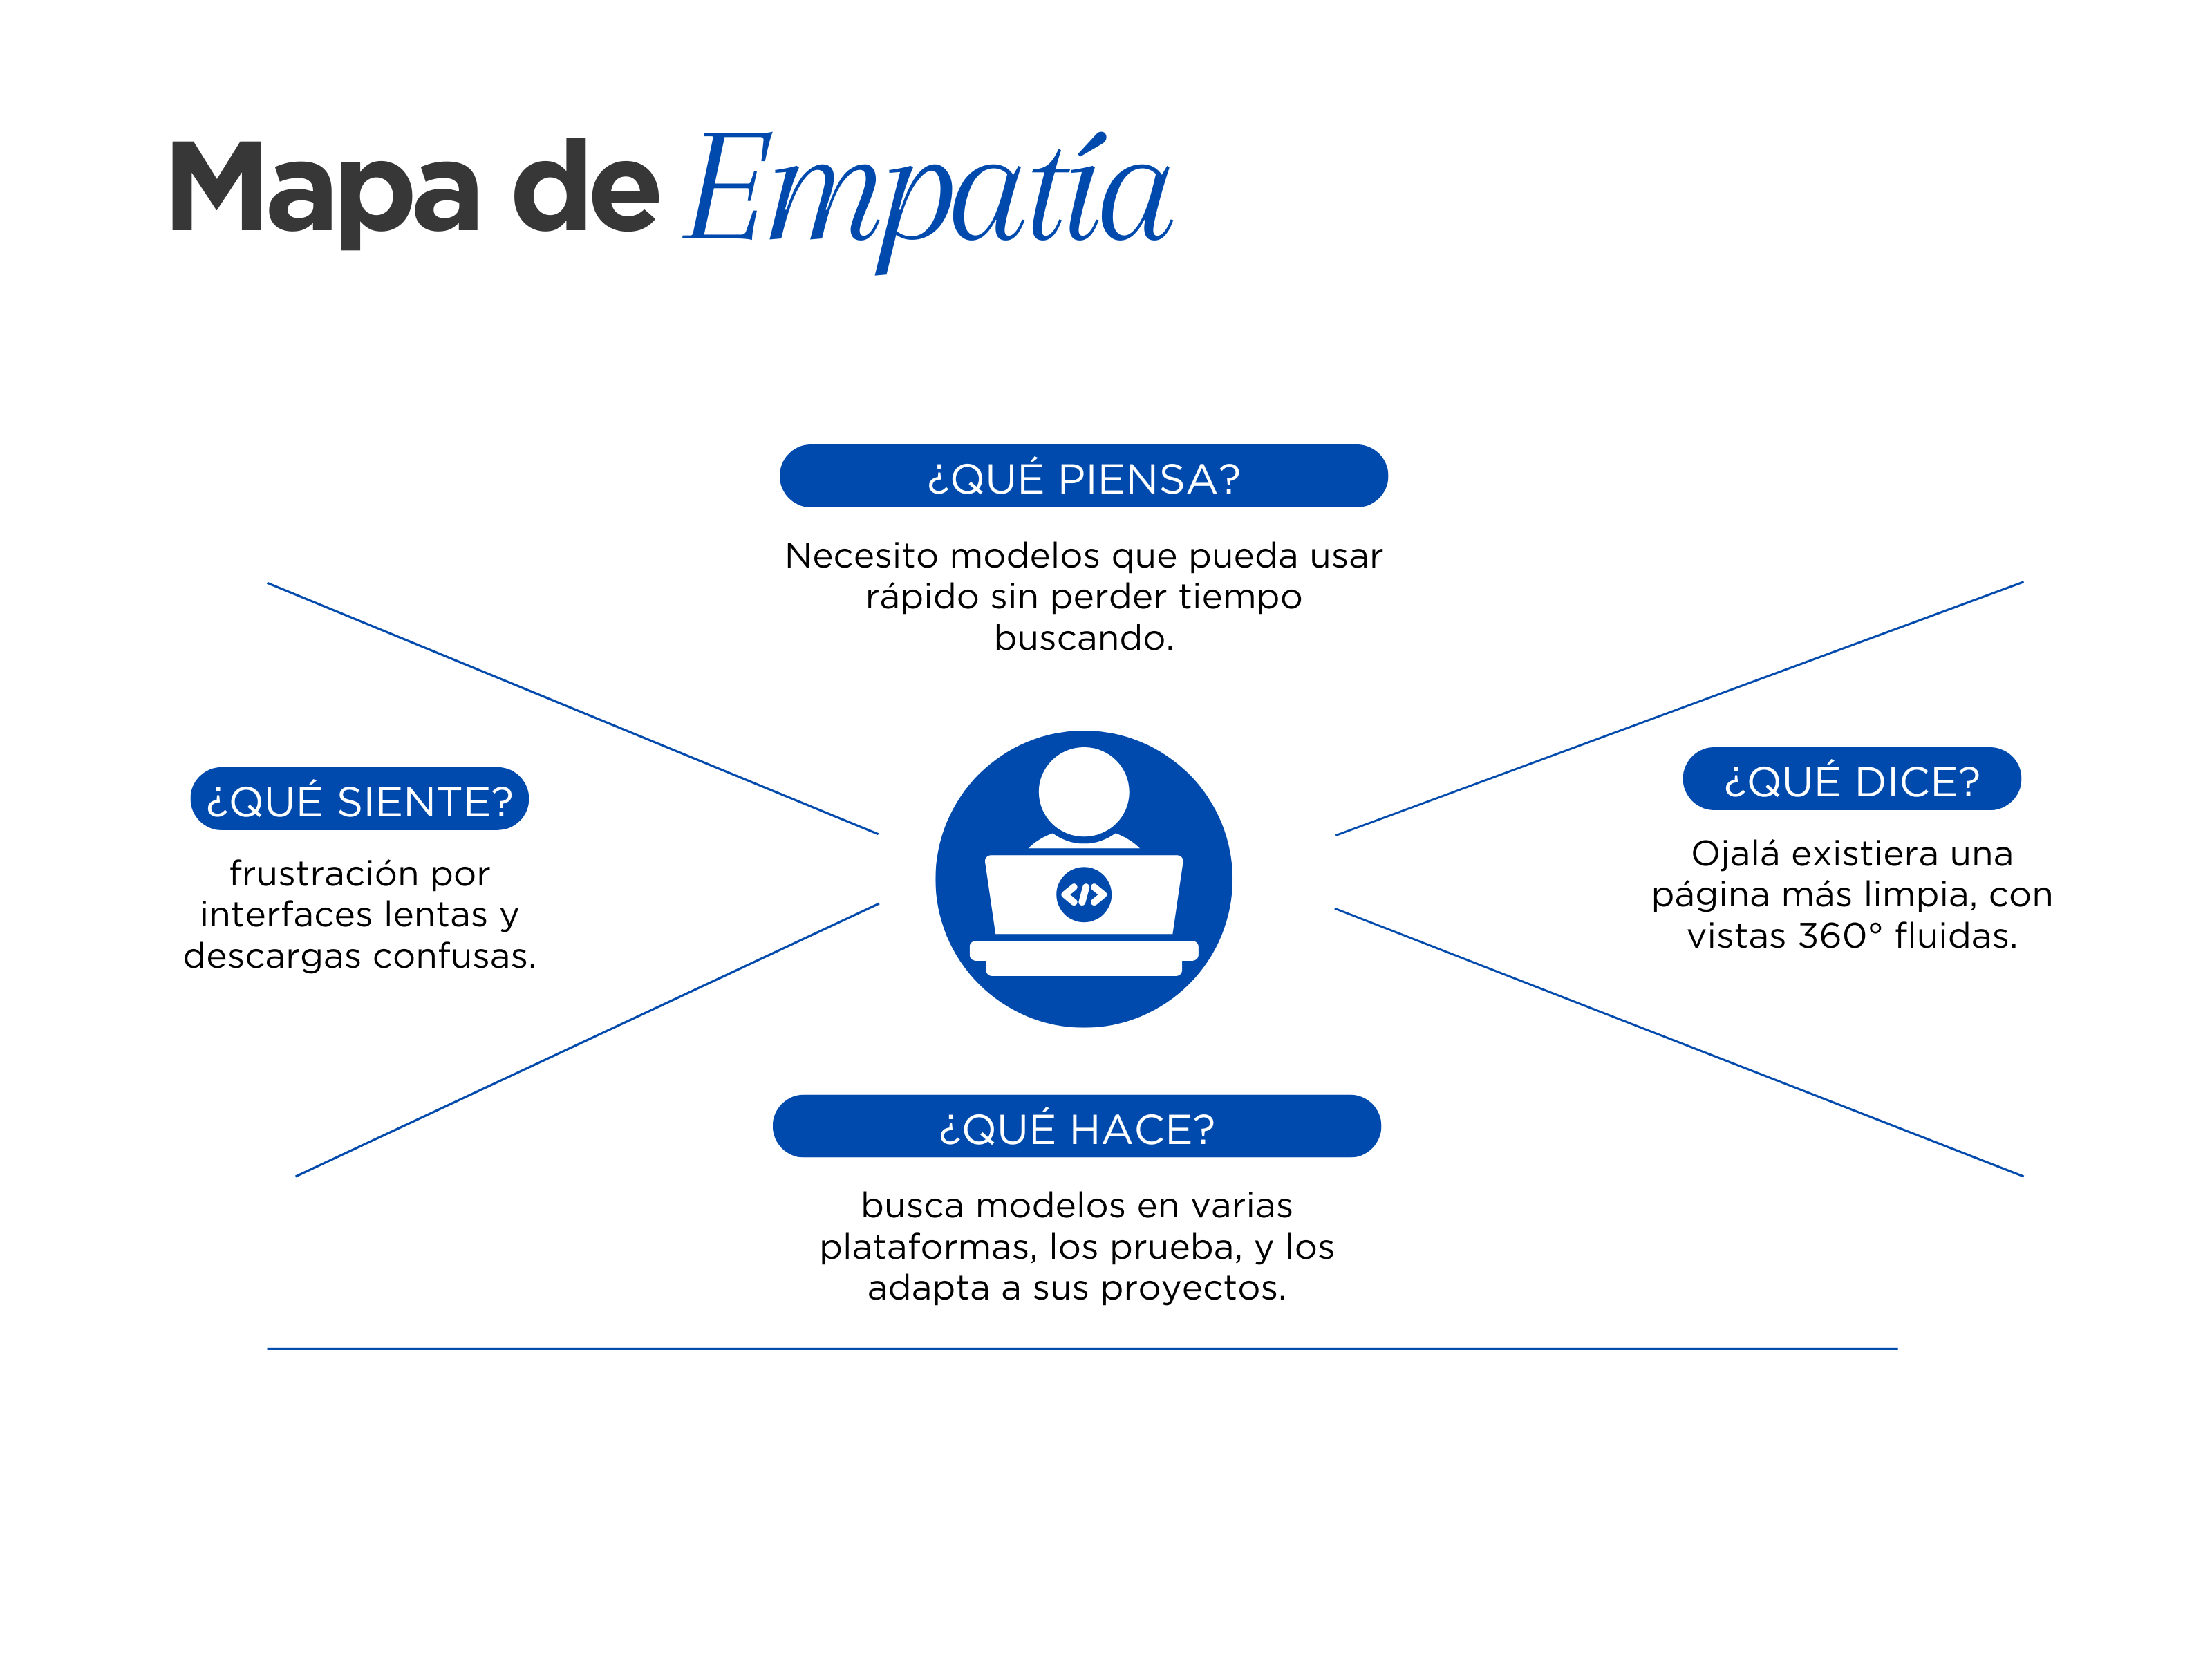 Mapa de Empatía
¿QUÉ PIENSA?
Necesito modelos que pueda usar
rápido sin perder tiempo
buscando.
¿QUÉ SIENTE?
frustración por
interfaces lentas y
descargas confusas.
¿QUÉ DICE?
Ojalá existiera una
página más limpia, con
vistas 360° fluidas.
</>
¿QUÉ HACE?
busca modelos en varias
plataformas, los prueba, y los
adapta a sus proyectos.